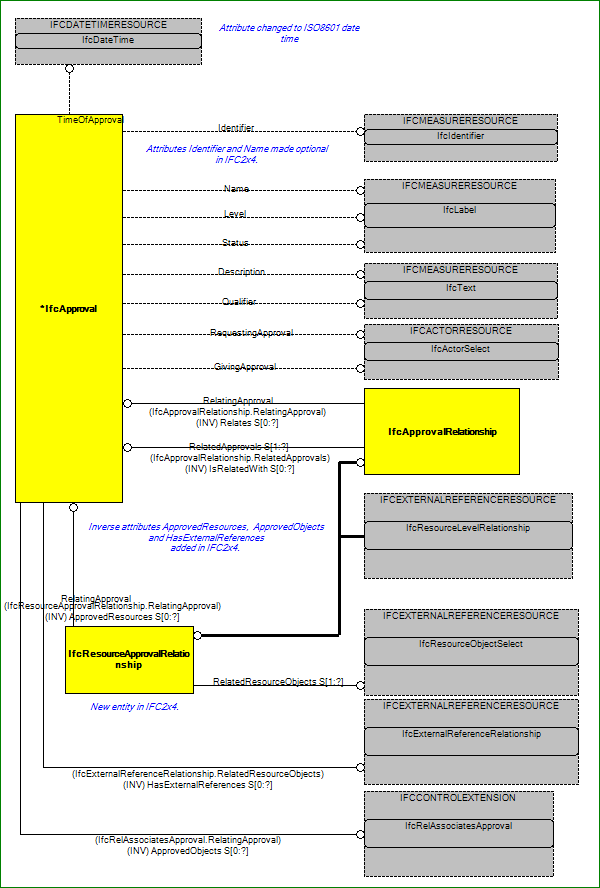 IFCDATETIMERESOURCE
IfcDateTime
Attribute changed to ISO8601 date
time
TimeOfApproval
Identifier
IFCMEASURERESOURCE
IfcIdentifier
Attributes Identifier and Name made optional
in IFC2x4.
Name
Level
Status
IFCMEASURERESOURCE
IfcLabel
Description
Qualifier
IFCMEASURERESOURCE
IfcText
*IfcApproval
RequestingApproval
GivingApproval
IFCACTORRESOURCE
IfcActorSelect
RelatingApproval
(IfcApprovalRelationship.RelatingApproval)
(INV) Relates S[0:?]
IfcApprovalRelationship
RelatedApprovals S[1:?]
(IfcApprovalRelationship.RelatedApprovals)
(INV) IsRelatedWith S[0:?]
IFCEXTERNALREFERENCERESOURCE
IfcResourceLevelRelationship
Inverse attributes ApprovedResources, ApprovedObjects
and HasExternalReferences
added in IFC2x4.
RelatingApproval
(IfcResourceApprovalRelationship.RelatingApproval)
(INV) ApprovedResources S[0:?]
IFCEXTERNALREFERENCERESOURCE
IfcResourceObjectSelect
IfcResourceApprovalRelatio
nship
RelatedResourceObjects S[1:?]
New entity in IFC2x4.
IFCEXTERNALREFERENCERESOURCE
IfcExternalReferenceRelationship
(IfcExternalReferenceRelationship.RelatedResourceObjects)
(INV) HasExternalReferences S[0:?]
IFCCONTROLEXTENSION
IfcRelAssociatesApproval
(IfcRelAssociatesApproval.RelatingApproval)
(INV) ApprovedObjects S[0:?]